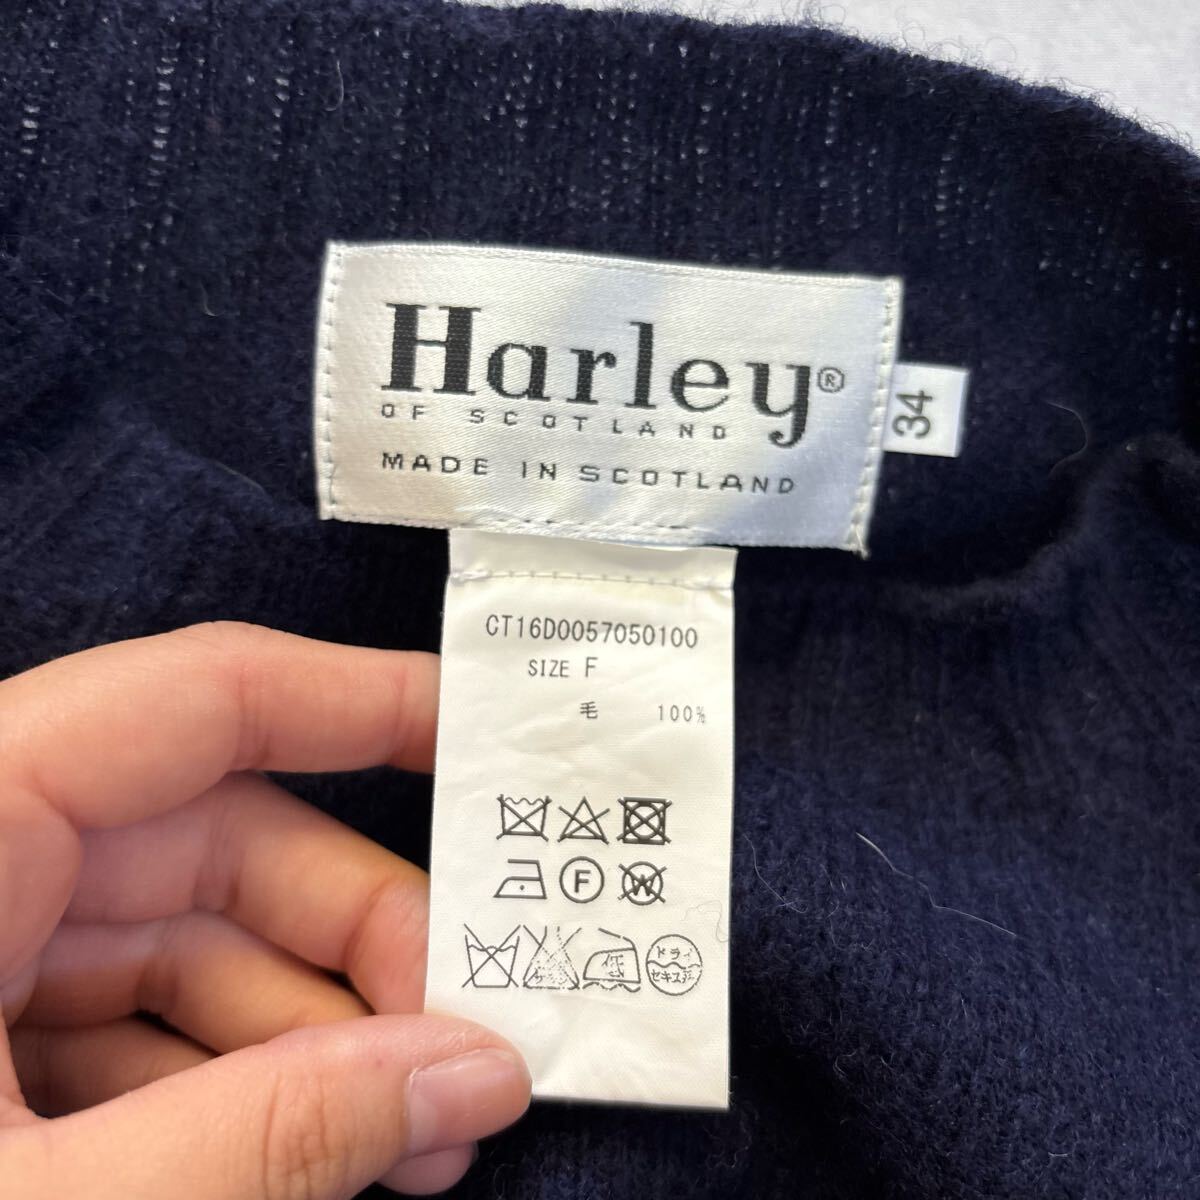 Harley®
OF SCOTLAND
MADE IN SCOTLAND
34
CT16D0057050100
SIZE F
毛 100%
F W
低 ドライ
セキユ系